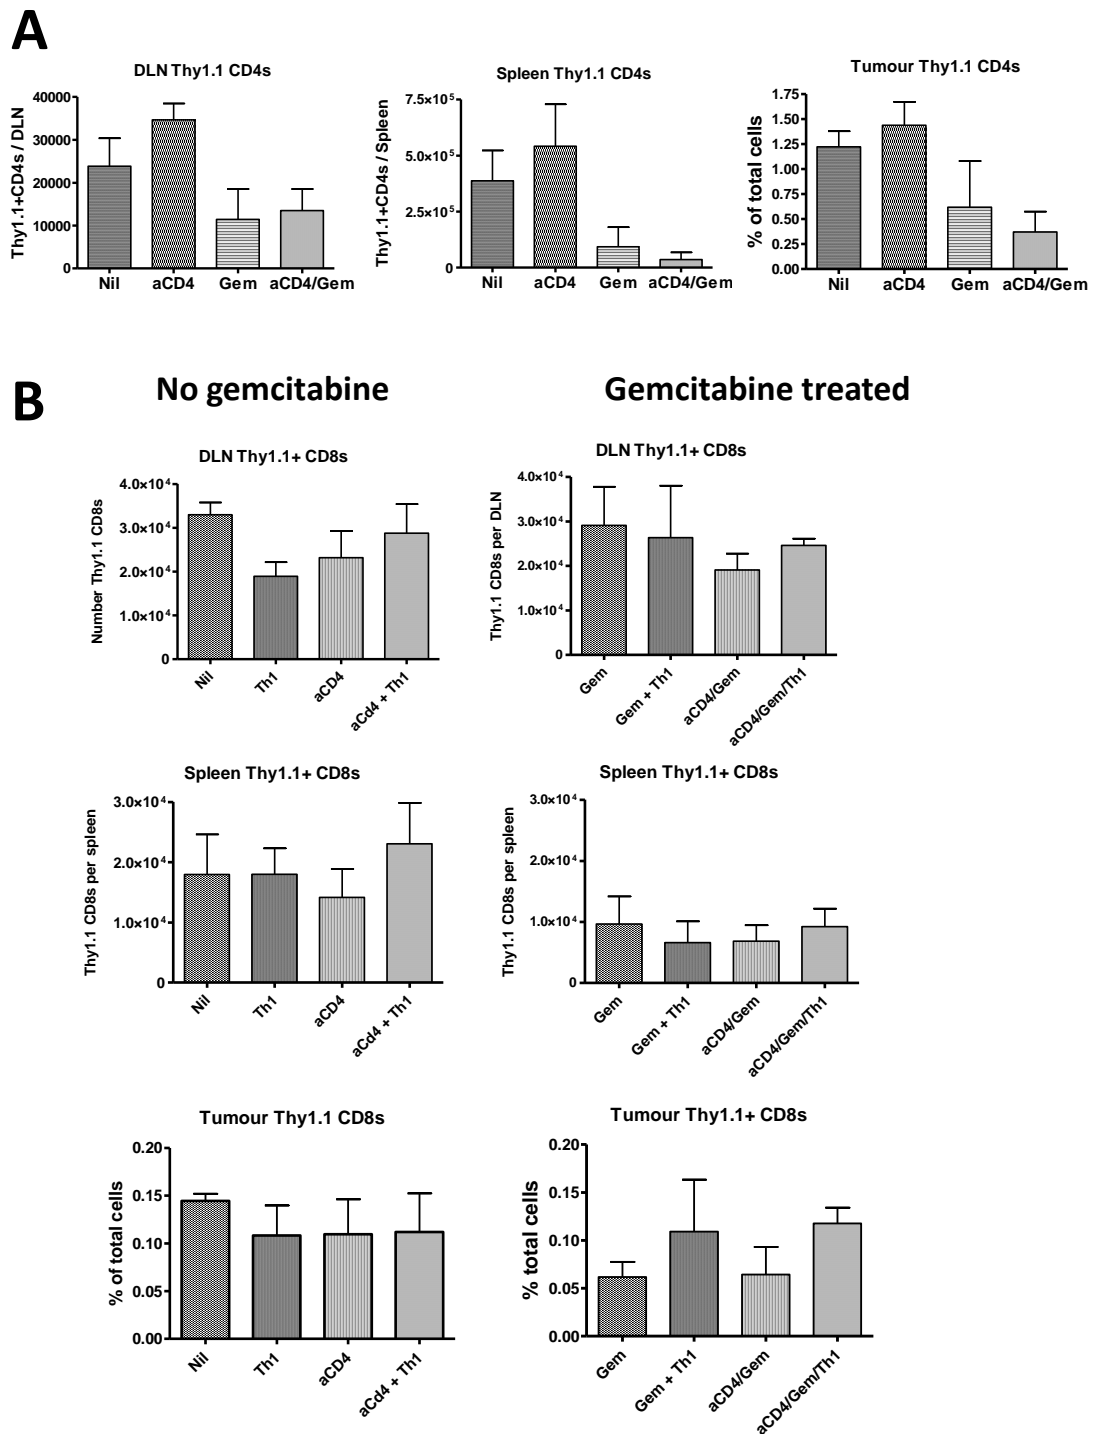 A
DLN Thy1.1 CD4s
Thy1.1+CD4s / DLN
40000
30000
20000
10000
0
Nil aCD4 Gem aCD4/Gem
Spleen Thy1.1 CD4s
Thy1.1+CD4s / Spleen
7.5×10⁵
5.0×10⁵
2.5×10⁵
0
Nil aCD4 Gem aCD4/Gem
Tumour Thy1.1 CD4s
% of total cells
1.75
1.50
1.25
1.00
0.75
0.50
0.25
0.00
Nil aCD4 Gem aCD4/Gem
B
No gemcitabine
Gemcitabine treated
DLN Thy1.1+ CD8s
Number Thy1.1 CD8s
4.0×10⁴
3.0×10⁴
2.0×10⁴
1.0×10⁴
0
Nil Th1 aCD4 aCd4 + Th1
DLN Thy1.1+ CD8s
Thy1.1 CD8s per DLN
4.0×10⁴
3.0×10⁴
2.0×10⁴
1.0×10⁴
0
Gem Gem + Th1 aCD4/Gem aCD4/Gem/Th1
Spleen Thy1.1+ CD8s
Thy1.1 CD8s per spleen
3.0×10⁴
2.0×10⁴
1.0×10⁴
0
Nil Th1 aCD4 aCd4 + Th1
Spleen Thy1.1+ CD8s
Thy1.1 CD8s per spleen
3.0×10⁴
2.0×10⁴
1.0×10⁴
0
Gem Gem + Th1 aCD4/Gem aCD4/Gem/Th1
Tumour Thy1.1 CD8s
% of total cells
0.20
0.15
0.10
0.05
0.00
Nil Th1 aCD4 aCd4 + Th1
Tumour Thy1.1+ CD8s
% total cells
0.20
0.15
0.10
0.05
0.00
Gem Gem + Th1 aCD4/Gem aCD4/Gem/Th1